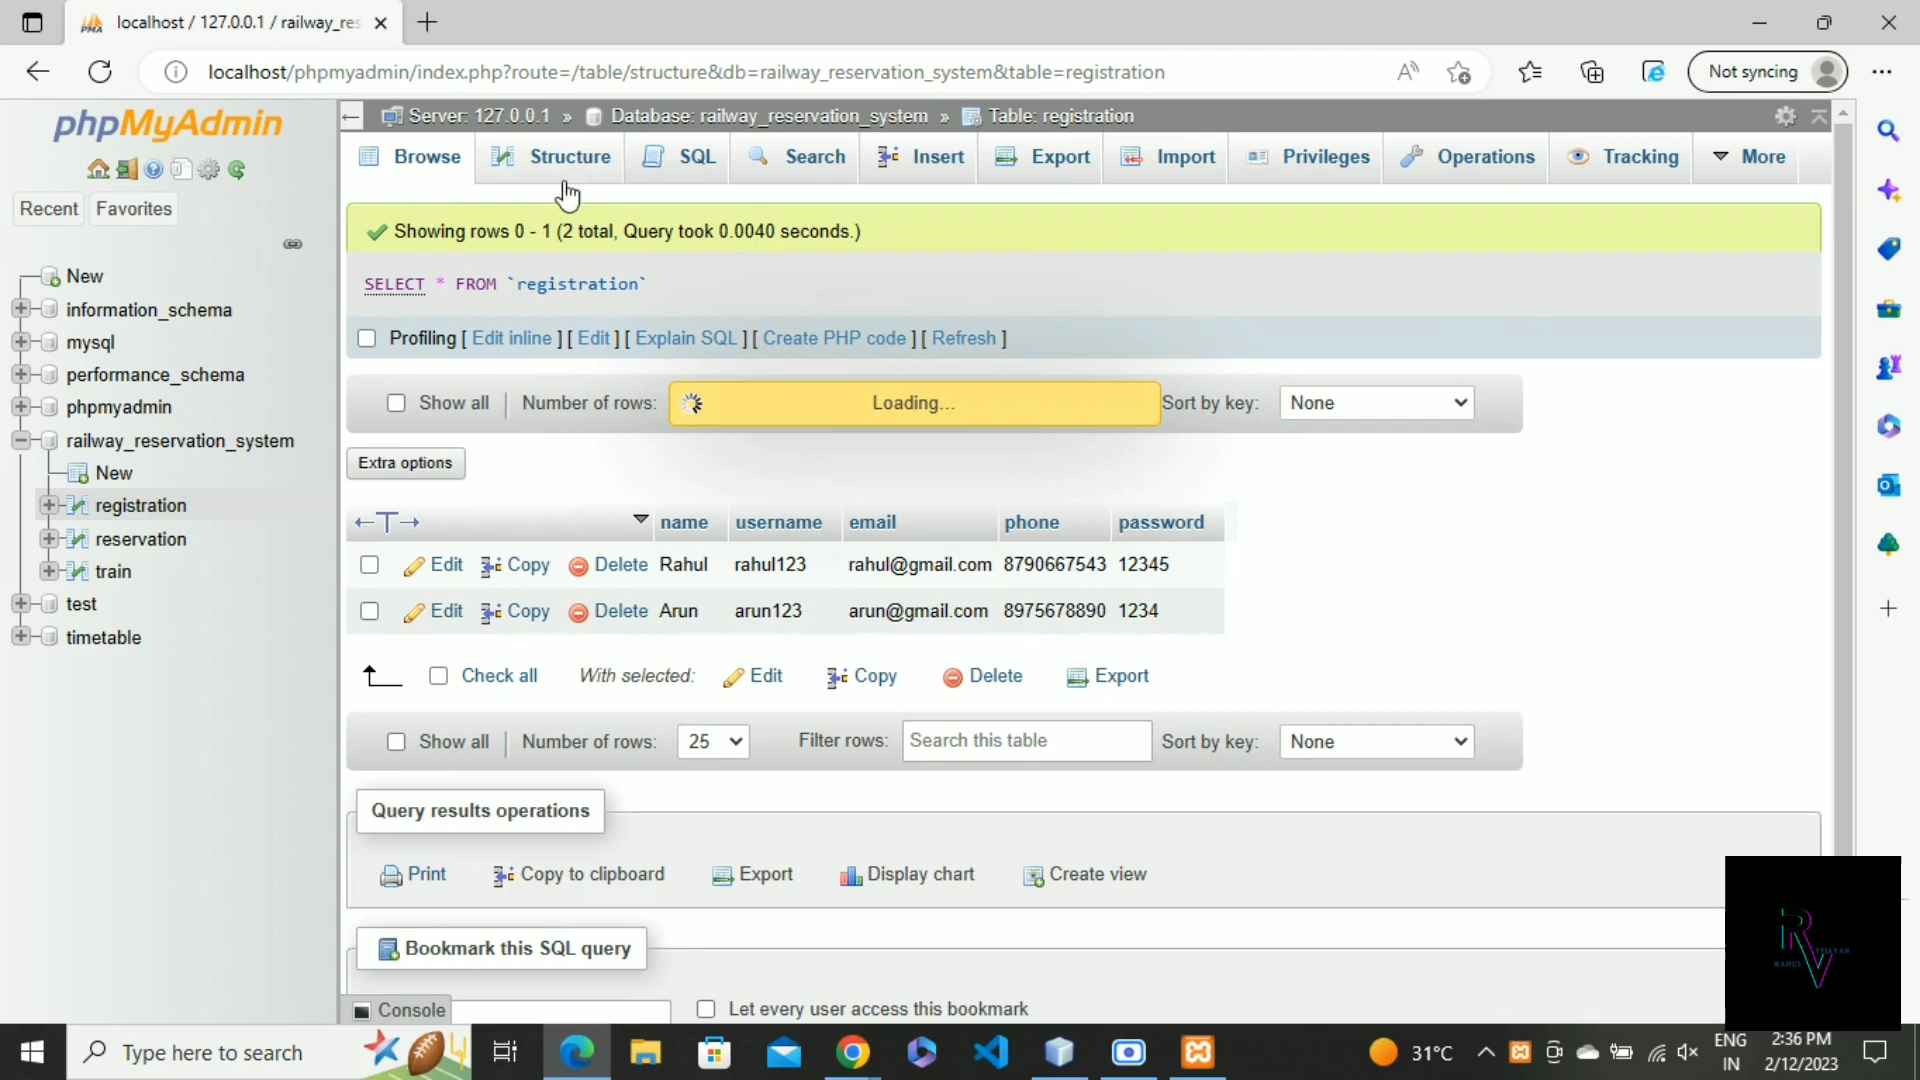 localhost / 127.0.0.1 / railway_res
localhost/phpmyadmin/index.php?route=/table/structure&db=railway_reservation_system&table=registration
Not syncing
phpMyAdmin
Recent Favorites
New
information_schema
mysql
performance_schema
phpmyadmin
railway_reservation_system
New
registration
reservation
train
test
timetable
Server: 127.0.0.1 » Database: railway_reservation_system » Table: registration
Browse Structure SQL Search Insert Export Import Privileges Operations Tracking More
Showing rows 0 - 1 (2 total, Query took 0.0040 seconds.)
SELECT * FROM `registration`
Profiling [ Edit inline ] [ Edit ] [ Explain SQL ] [ Create PHP code ] [ Refresh ]
Show all | Number of rows: Loading... Sort by key: None
Extra options
name username email phone password
Edit Copy Delete Rahul rahul123 rahul@gmail.com 8790667543 12345
Edit Copy Delete Arun arun123 arun@gmail.com 8975678890 1234
Check all With selected: Edit Copy Delete Export
Show all | Number of rows: 25 Filter rows: Search this table Sort by key: None
Query results operations
Print Copy to clipboard Export Display chart Create view
Bookmark this SQL query
Console Let every user access this bookmark
RV
RAHUL VIJAYAN
Type here to search
31°C
ENG
IN
2:36 PM
2/12/2023